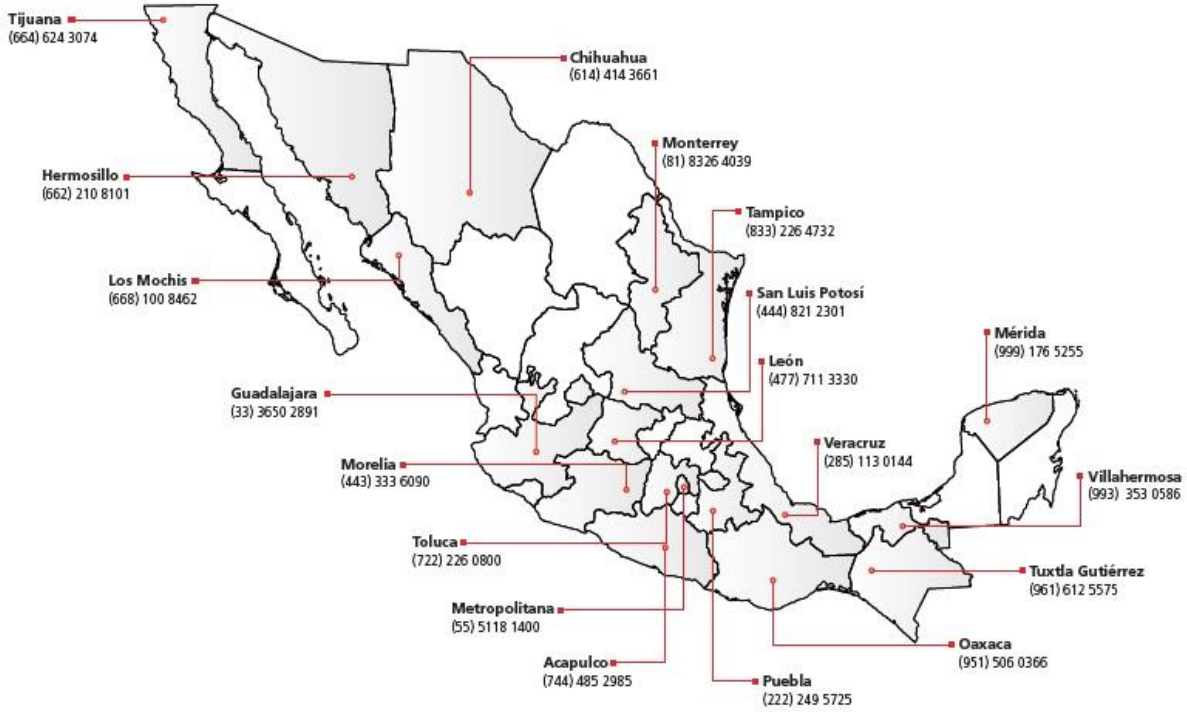 Tijuana
(664) 624 3074
Chihuahua
(614) 414 3661
Monterrey
(81) 8326 4039
Hermosillo
(662) 210 8101
Tampico
(833) 226 4732
Los Mochis
(668) 100 8462
San Luis Potosí
(444) 821 2301
Mérida
(999) 176 5255
León
(477) 711 3330
Guadalajara
(33) 3650 2891
Veracruz
(285) 113 0144
Morelia
(443) 333 6090
Villahermosa
(993) 353 0586
Toluca
(722) 226 0800
Tuxtla Gutiérrez
(961) 612 5575
Metropolitana
(55) 5118 1400
Oaxaca
(951) 506 0366
Acapulco
(744) 485 2985
Puebla
(222) 249 5725